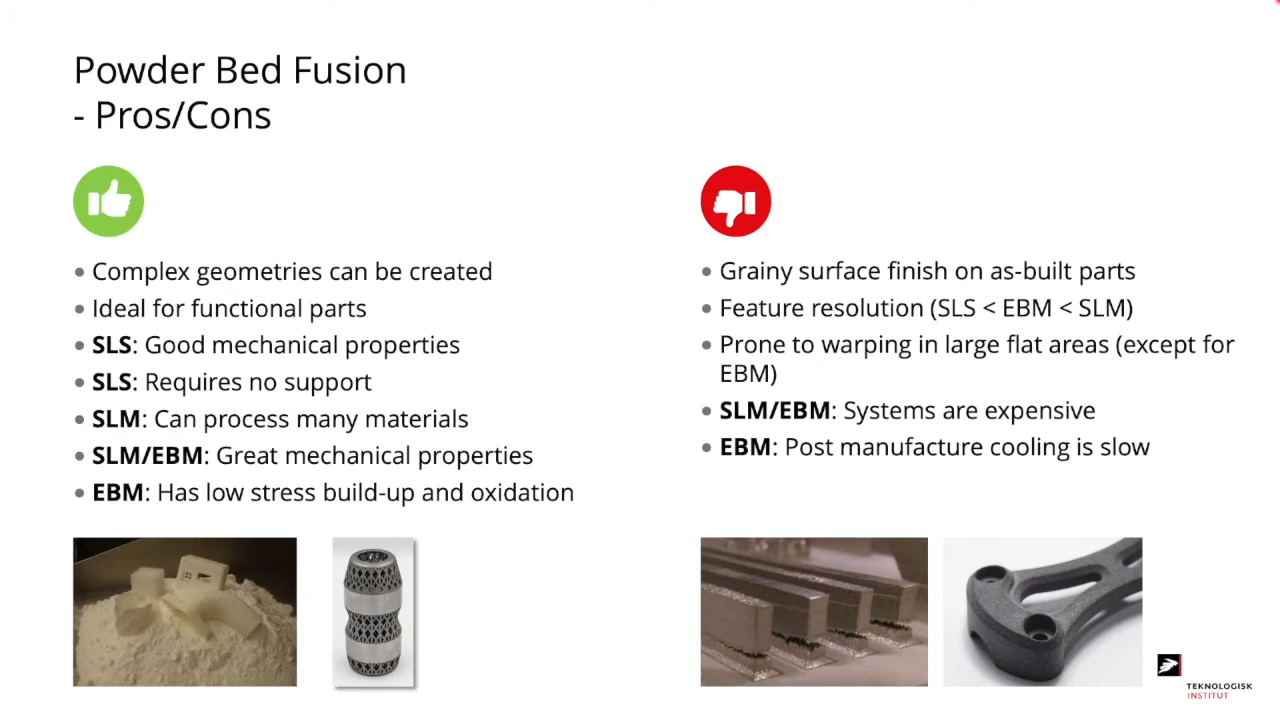 Powder Bed Fusion
- Pros/Cons
• Complex geometries can be created
• Ideal for functional parts
• SLS: Good mechanical properties
• SLS: Requires no support
• SLM: Can process many materials
• SLM/EBM: Great mechanical properties
• EBM: Has low stress build-up and oxidation
• Grainy surface finish on as-built parts
• Feature resolution (SLS < EBM < SLM)
• Prone to warping in large flat areas (except for
EBM)
• SLM/EBM: Systems are expensive
• EBM: Post manufacture cooling is slow
TEKNOLOGISK
INSTITUT